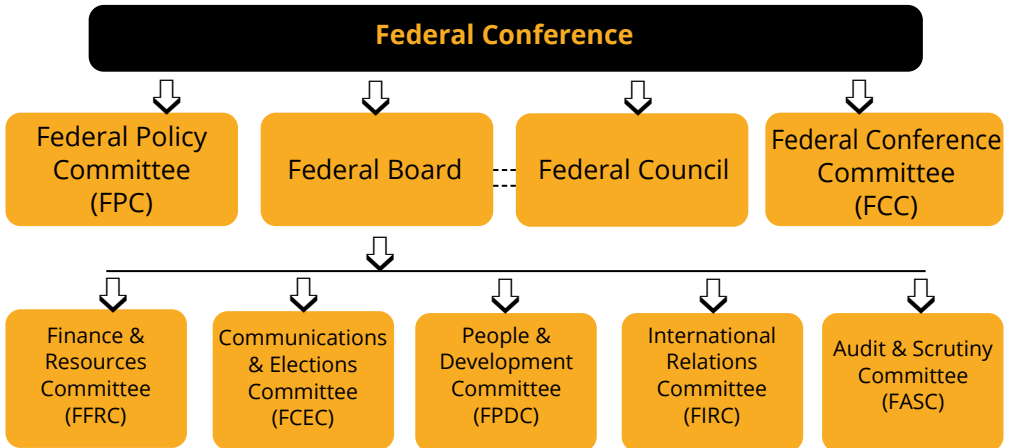 Federal Conference
Federal Policy
Committee
(FPC)
Federal Board
Federal Council
Federal Conference
Committee
(FCC)
Finance &
Resources
Committee
(FFRC)
Communications
& Elections
Committee
(FCEC)
People &
Development
Committee
(FPDC)
International
Relations
Committee
(FIRC)
Audit & Scrutiny
Committee
(FASC)